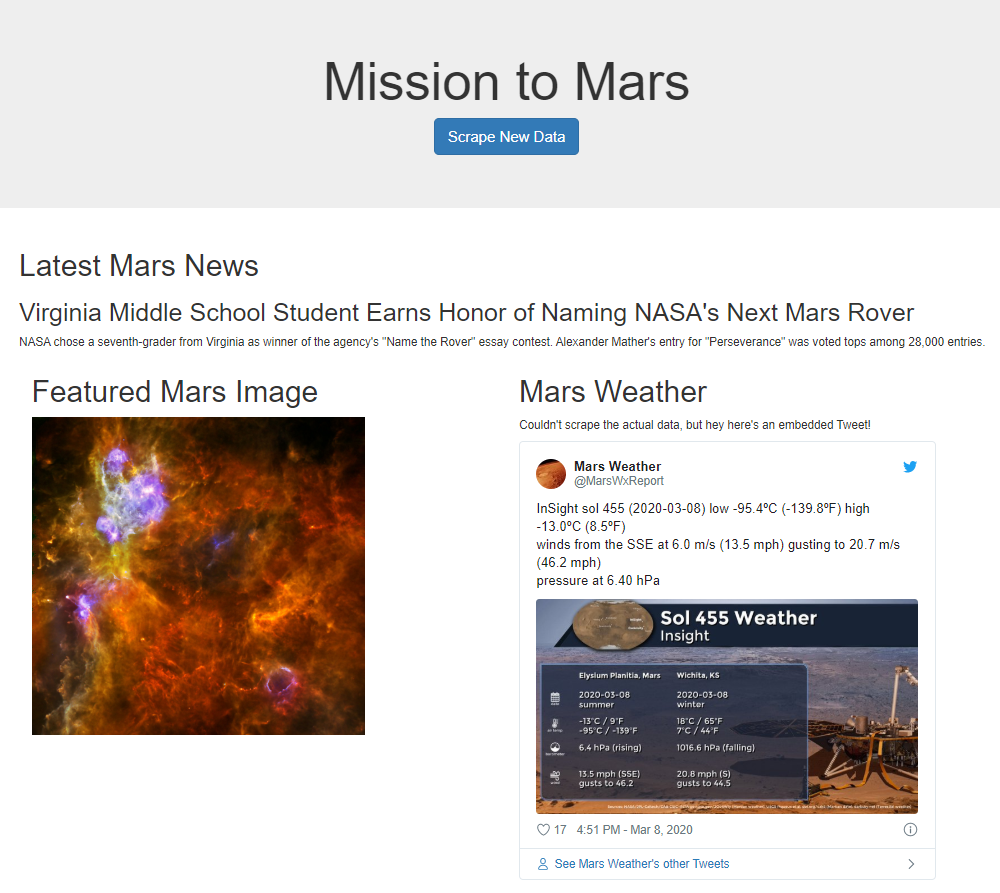 Mission to Mars
Scrape New Data
Latest Mars News
Virginia Middle School Student Earns Honor of Naming NASA's Next Mars Rover
NASA chose a seventh-grader from Virginia as winner of the agency's "Name the Rover" essay contest. Alexander Mather's entry for "Perseverance" was voted tops among 28,000 entries.
Featured Mars Image
Mars Weather
Couldn't scrape the actual data, but hey here's an embedded Tweet!
Mars Weather
@MarsWxReport
InSight sol 455 (2020-03-08) low -95.4ºC (-139.8ºF) high
-13.0ºC (8.5ºF)
winds from the SSE at 6.0 m/s (13.5 mph) gusting to 20.7 m/s
(46.2 mph)
pressure at 6.40 hPa
Sol 455 Weather
Insight
Elysium Planitia, Mars Wichita, KS
2020-03-08 2020-03-08
summer winter
-13°C / 9°F 18°C / 65°F
-95°C / -139°F 7°C / 44°F
6.4 hPa (rising) 1016.6 hPa (falling)
13.5 mph (SSE) 20.8 mph (S)
gusts to 46.2 gusts to 44.5
17 4:51 PM - Mar 8, 2020
See Mars Weather's other Tweets